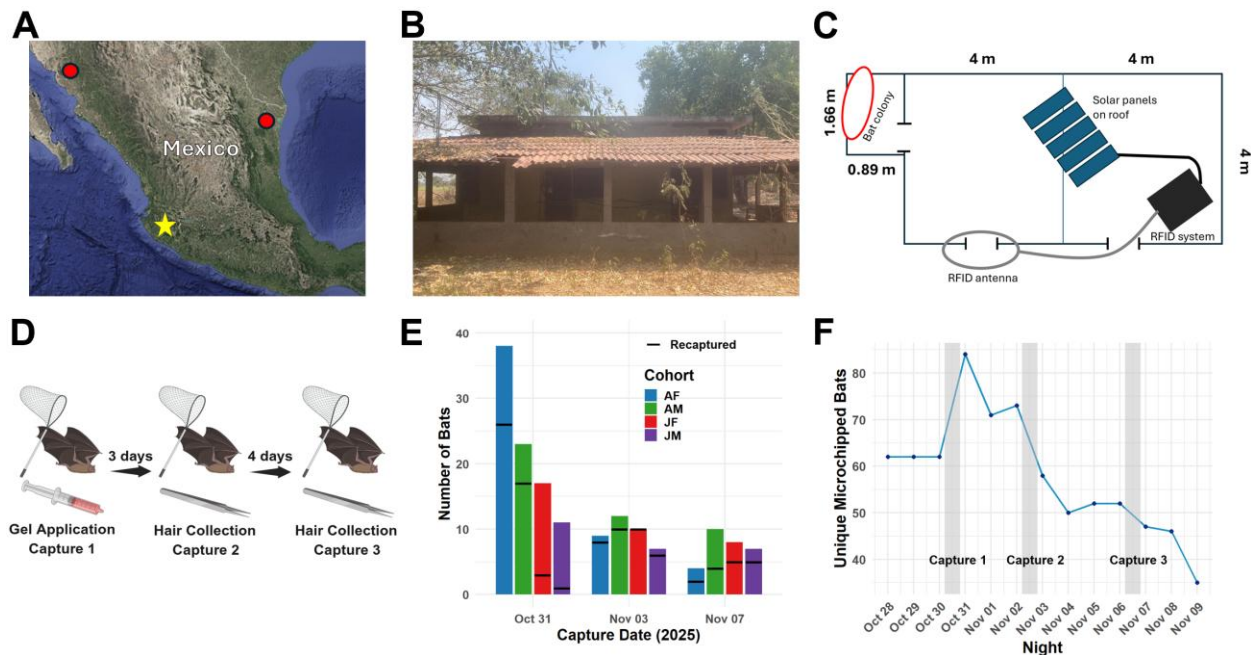 A
Mexico
B
C
4 m
4 m
1.66 m
Bat colony
0.89 m
Solar panels
on roof
4 m
RFID system
RFID antenna
D
3 days
4 days
Gel Application
Capture 1
Hair Collection
Capture 2
Hair Collection
Capture 3
E
Number of Bats
40
30
20
10
0
Recaptured
Cohort
AF
AM
JF
JM
Oct 31
Nov 03
Nov 07
Capture Date (2025)
F
Unique Microchipped Bats
80
70
60
50
40
Capture 1
Capture 2
Capture 3
Oct 28
Oct 29
Oct 30
Oct 31
Nov 01
Nov 02
Nov 03
Nov 04
Nov 05
Nov 06
Nov 07
Nov 08
Nov 09
Night